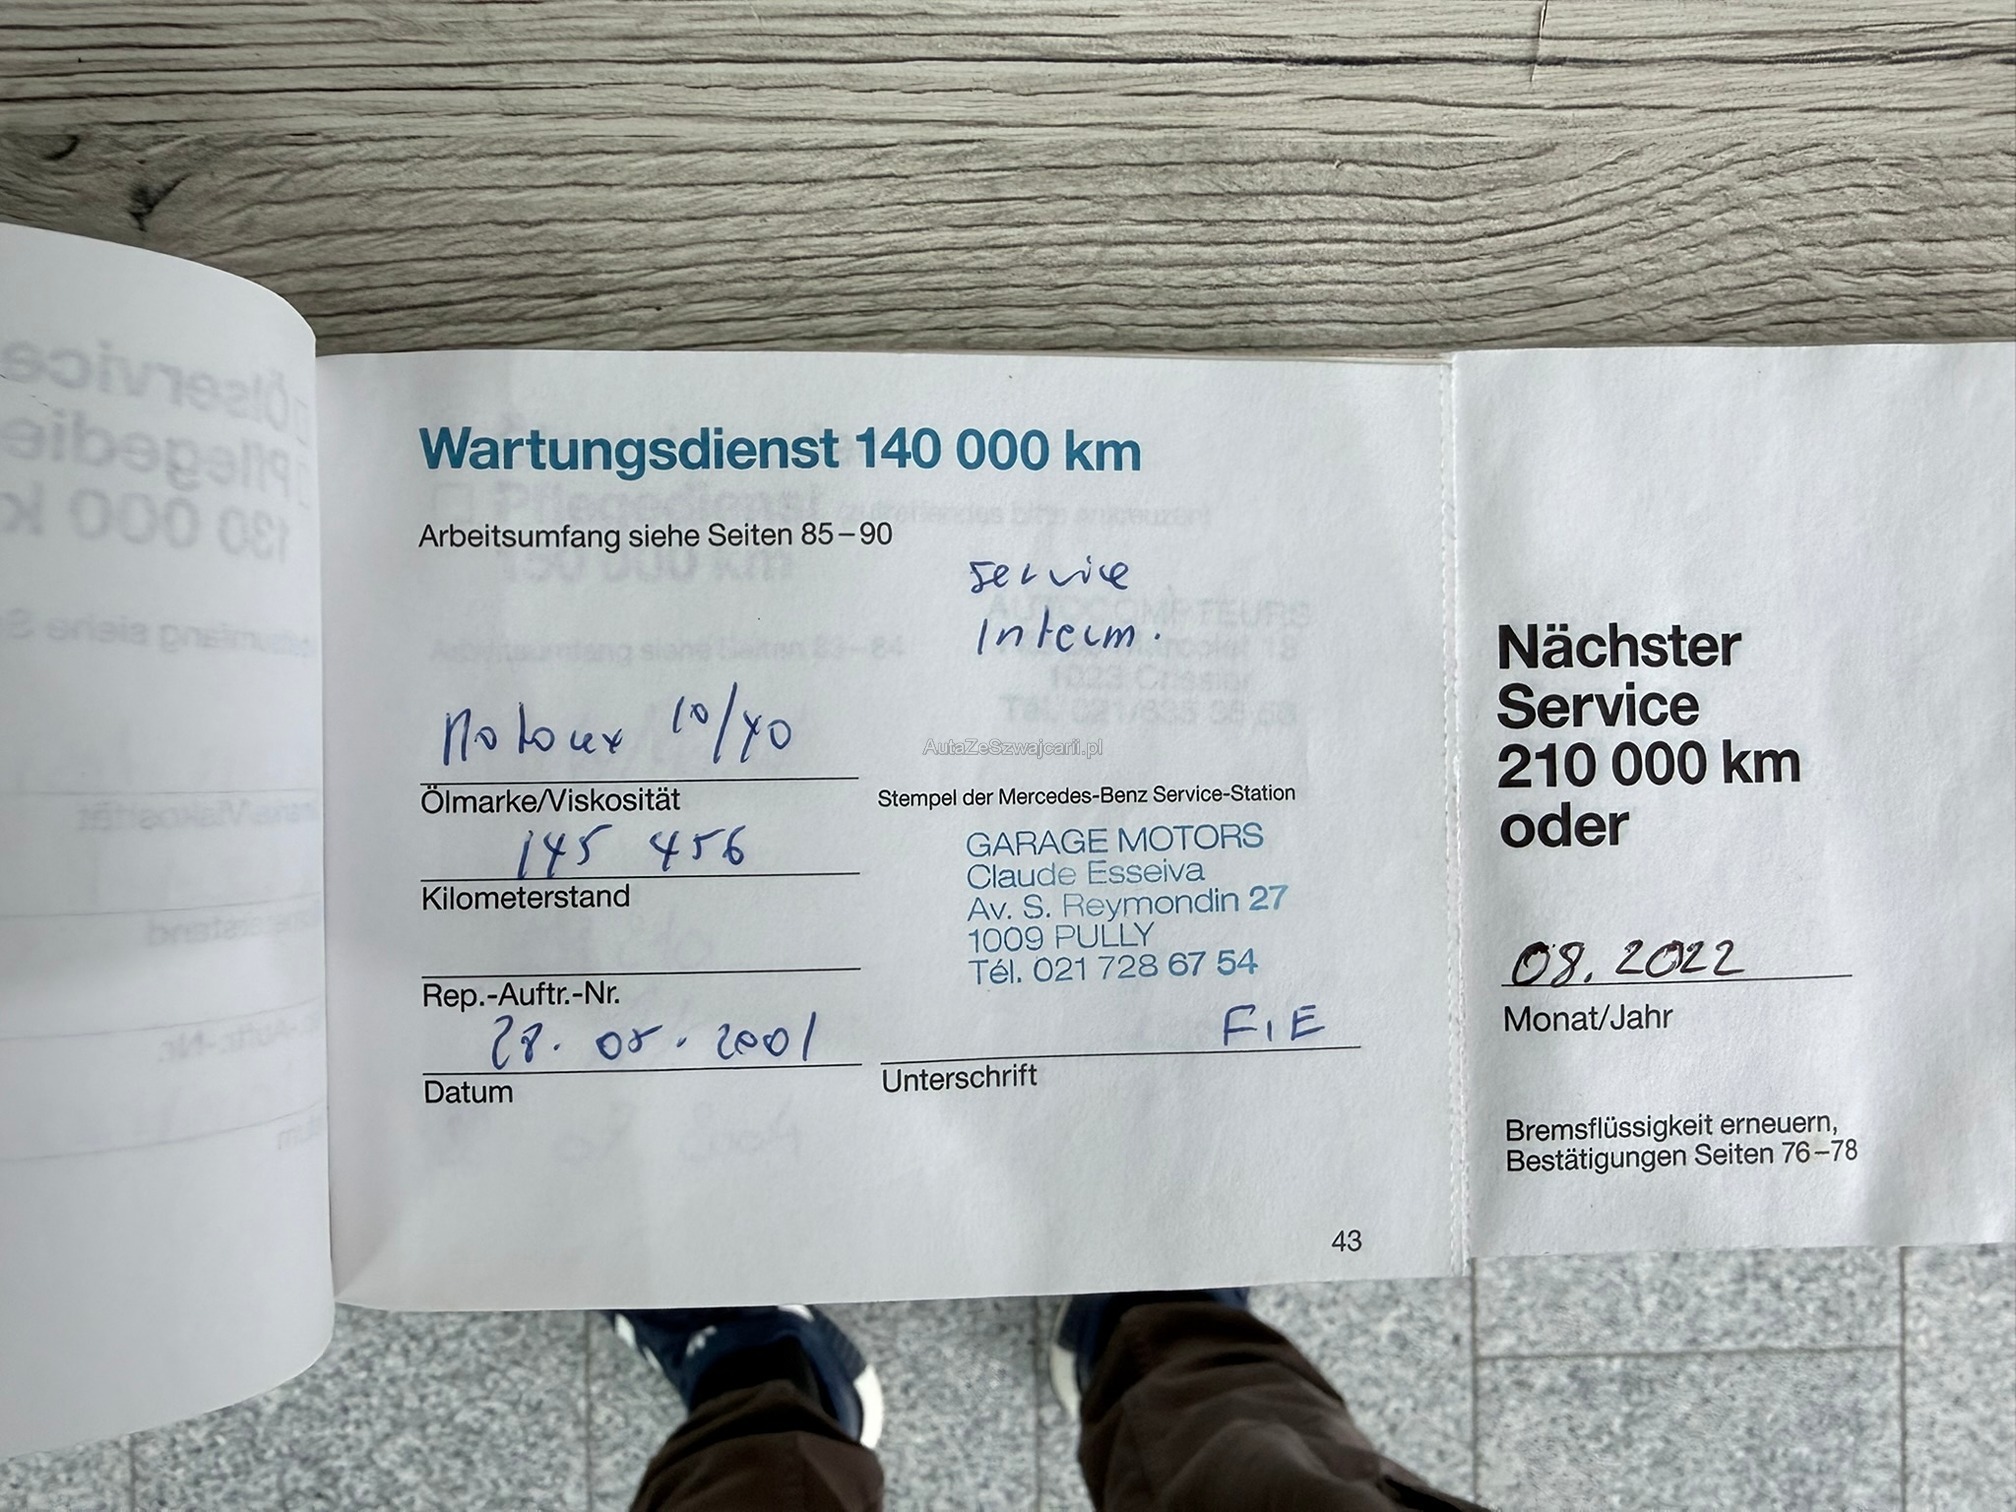 Wartungsdienst 140 000 km
Arbeitsumfang siehe Seiten 85–90
service
Interm.
10/40
Ölmarke/Viskosität
145 456
Kilometerstand
Rep.-Auftr.-Nr.
28. 05. 2001
Datum
AutaZeSzwajcarii.pl
Stempel der Mercedes-Benz Service-Station
GARAGE MOTORS
Claude Esseiva
Av. S. Reymondin 27
1009 PULLY
Tél. 021 728 67 54
F.E
Unterschrift
43
Nächster
Service
210 000 km
oder
08.2022
Monat/Jahr
Bremsflüssigkeit erneuern,
Bestätigungen Seiten 76–78